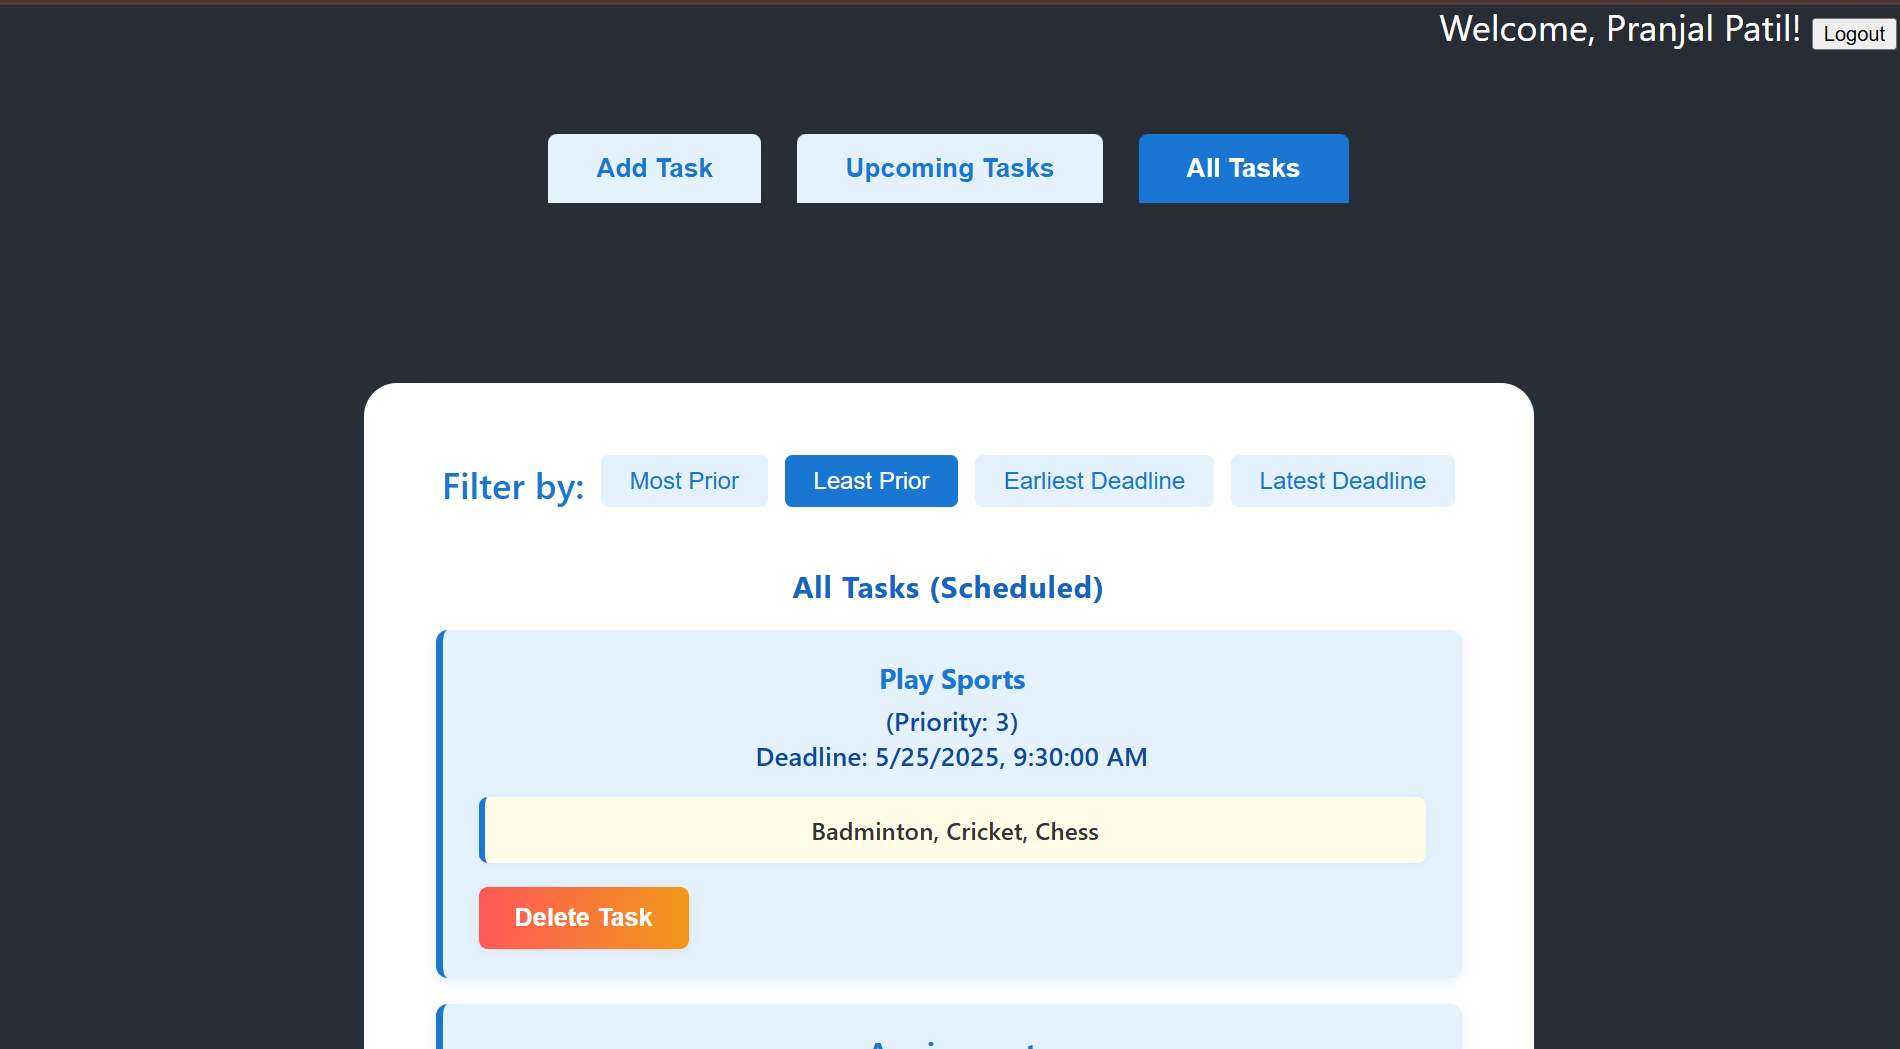 Welcome, Pranjal Patil! Logout
Add Task Upcoming Tasks All Tasks
Filter by: Most Prior Least Prior Earliest Deadline Latest Deadline
All Tasks (Scheduled)
Play Sports
(Priority: 3)
Deadline: 5/25/2025, 9:30:00 AM
Badminton, Cricket, Chess
Delete Task